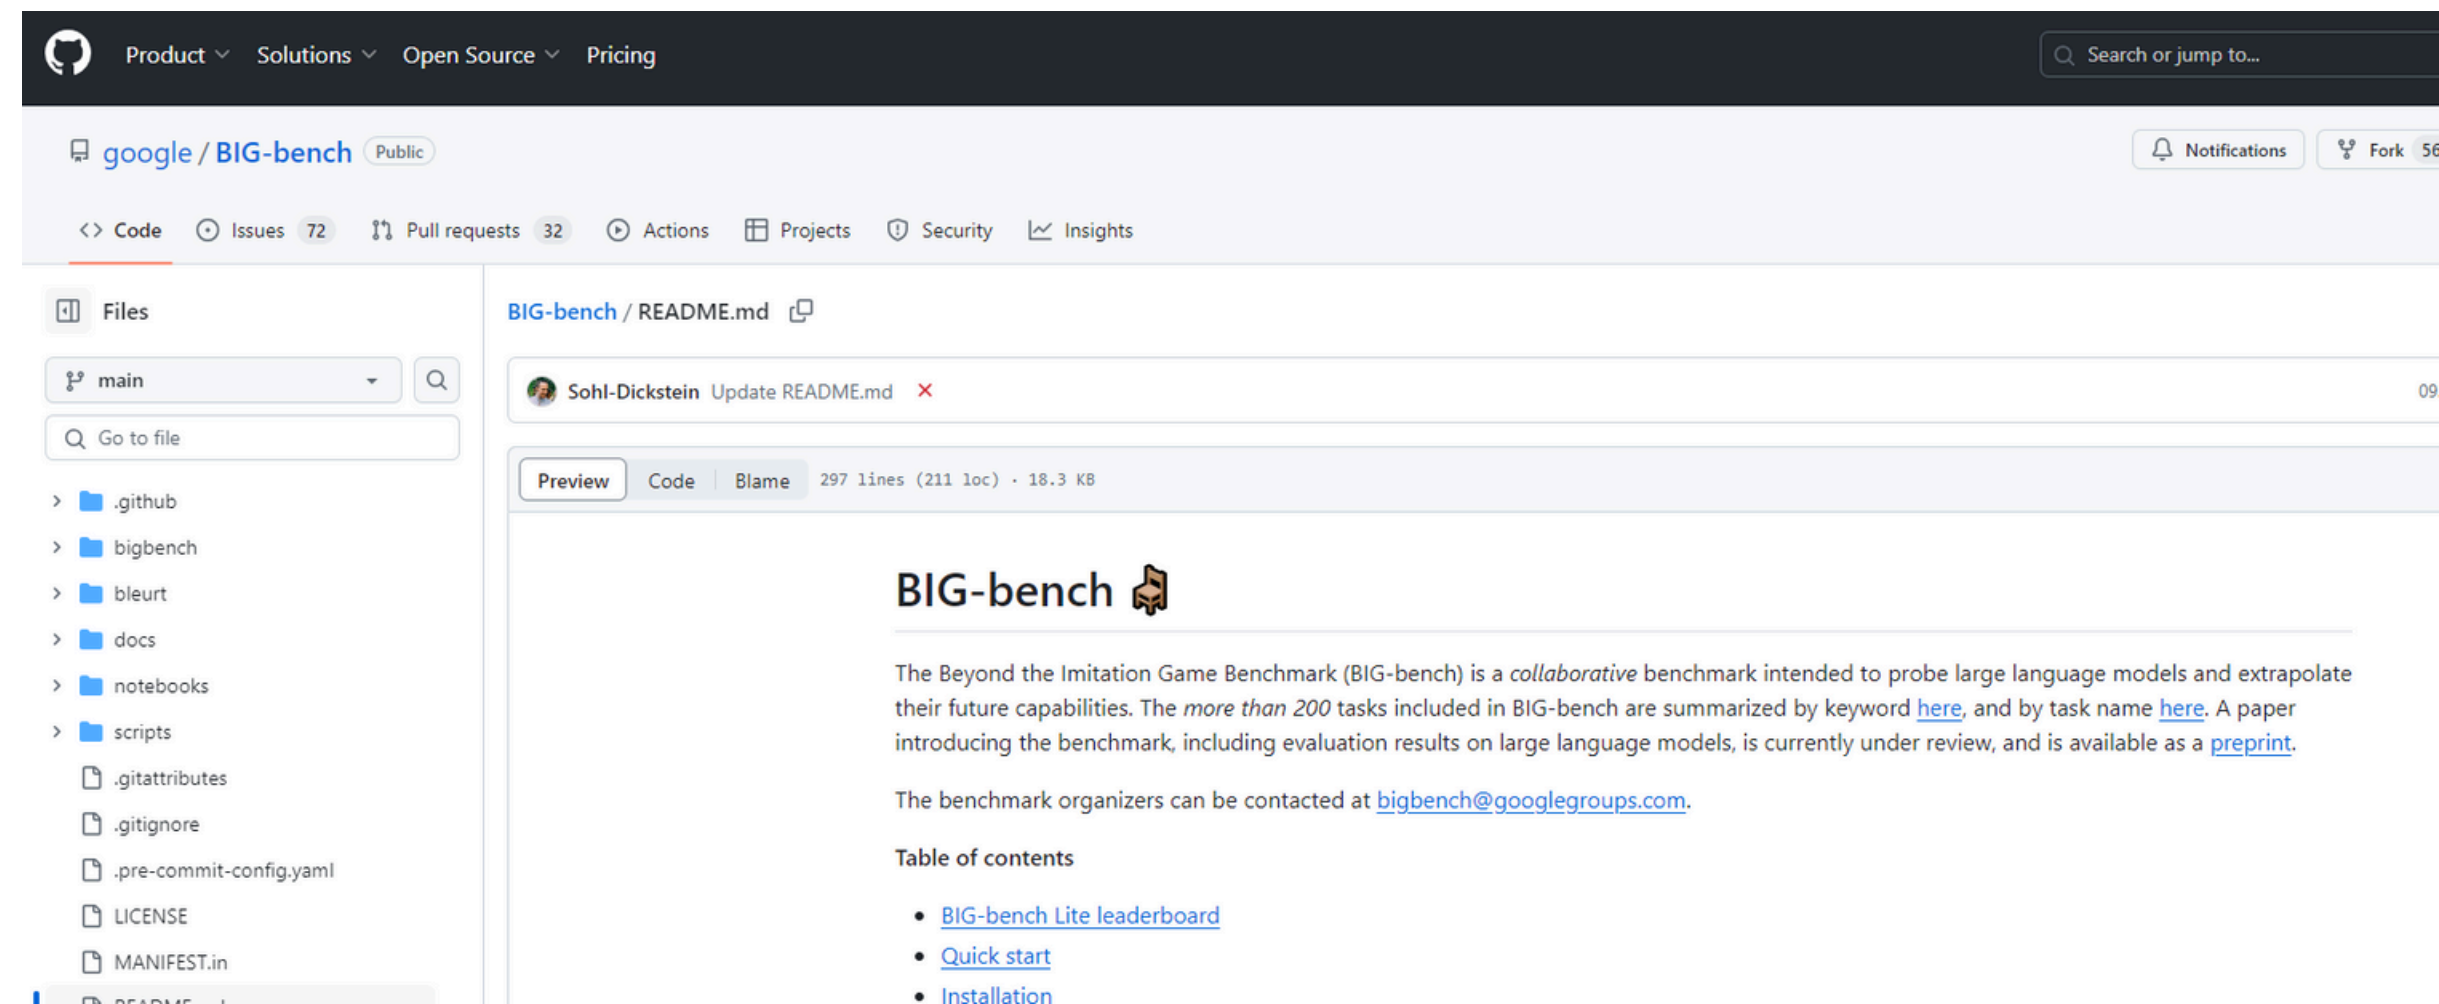 Product Solutions Open Source Pricing Search or jump to...
google / BIG-bench Public Notifications Fork 56
Code Issues 72 Pull requests 32 Actions Projects Security Insights
Files
main
Go to file
.github
bigbench
bleurt
docs
notebooks
scripts
.gitattributes
.gitignore
.pre-commit-config.yaml
LICENSE
MANIFEST.in
BIG-bench / README.md
Sohl-Dickstein Update README.md 09
Preview Code Blame 297 lines (211 loc) · 18.3 KB
BIG-bench
The Beyond the Imitation Game Benchmark (BIG-bench) is a collaborative benchmark intended to probe large language models and extrapolate
their future capabilities. The more than 200 tasks included in BIG-bench are summarized by keyword here, and by task name here. A paper
introducing the benchmark, including evaluation results on large language models, is currently under review, and is available as a preprint.
The benchmark organizers can be contacted at bigbench@googlegroups.com.
Table of contents
• BIG-bench Lite leaderboard
• Quick start
• Installation